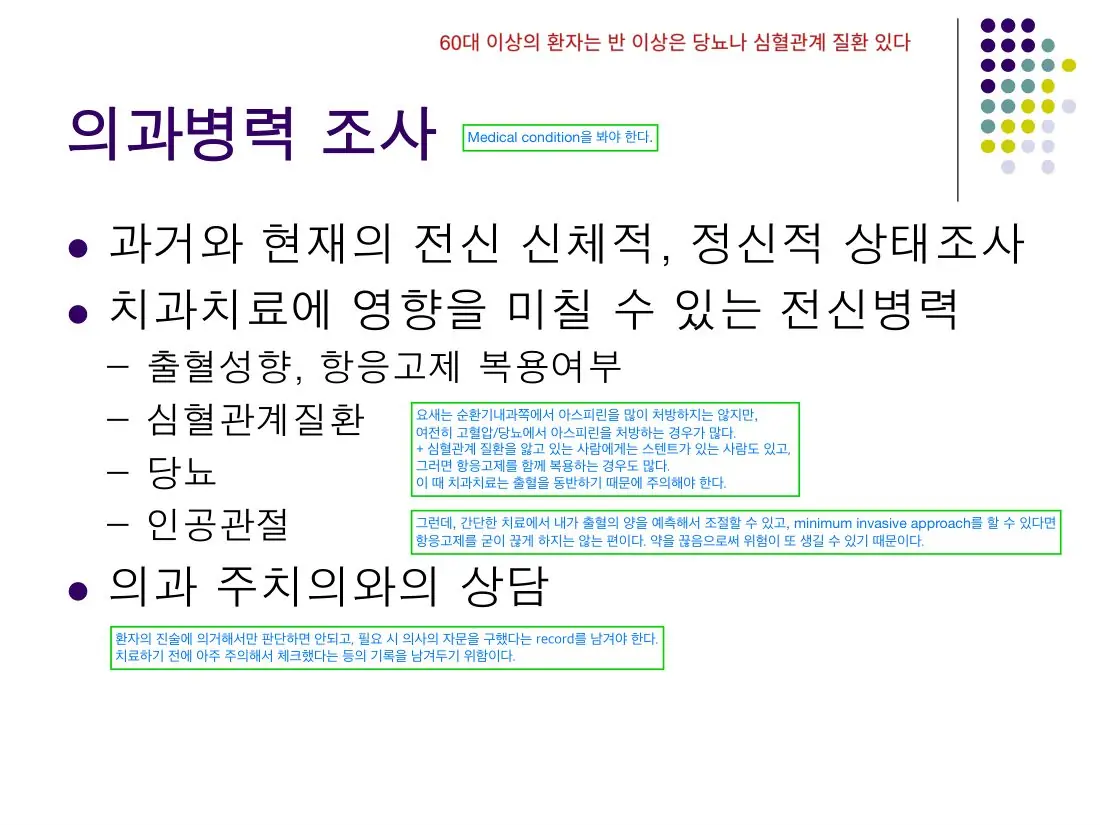 60대 이상의 환자는 반 이상은 당뇨나 심혈관계 질환 있다
의과병력 조사
Medical condition을 봐야 한다.
● 과거와 현재의 전신 신체적, 정신적 상태조사
● 치과치료에 영향을 미칠 수 있는 전신병력
– 출혈성향, 항응고제 복용여부
– 심혈관계질환
요새는 순환기내과쪽에서 아스피린을 많이 처방하지는 않지만,
여전히 고혈압/당뇨에서 아스피린을 처방하는 경우가 많다.
+ 심혈관계 질환을 앓고 있는 사람에게는 스텐트가 있는 사람도 있고,
그러면 항응고제를 함께 복용하는 경우도 많다.
이 때 치과치료는 출혈을 동반하기 때문에 주의해야 한다.
– 당뇨
– 인공관절
그런데, 간단한 치료에서 내가 출혈의 양을 예측해서 조절할 수 있고, minimum invasive approach를 할 수 있다면
항응고제를 굳이 끊게 하지는 않는 편이다. 약을 끊음으로써 위험이 또 생길 수 있기 때문이다.
● 의과 주치의와의 상담
환자의 진술에 의거해서만 판단하면 안되고, 필요 시 의사의 자문을 구했다는 record를 남겨야 한다.
치료하기 전에 아주 주의해서 체크했다는 등의 기록을 남겨두기 위함이다.